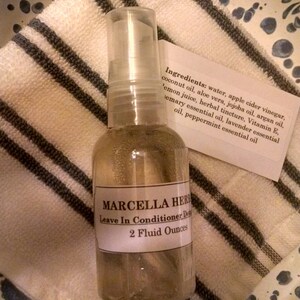 Ingredients: water, apple cider vinegar,
coconut oil, aloe vera, jojoba oil, argan oil,
lemon juice, herbal tincture, Vitamin E,
rosemary essential oil, lavender essential
oil, peppermint essential oil
MARCELLA HER
Leave In Conditioner
2 Fluid Ounces